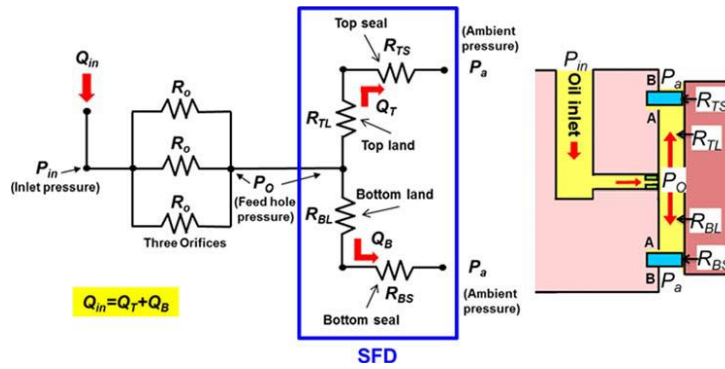 Top seal
(Ambient
pressure)
Q_in
R_TS
P_a
R_o
Q_T
R_TL
Top land
R_o
P_in
(Inlet pressure)
P_O
(Feed hole
pressure)
Bottom land
R_BL
R_o
Three Orifices
Q_B
P_a
R_BS
(Ambient
pressure)
Q_in=Q_T+Q_B
Bottom seal
SFD
P_in
Oil inlet
B
P_a
R_TS
A
R_TL
P_O
R_BL
A
R_BS
B
P_a